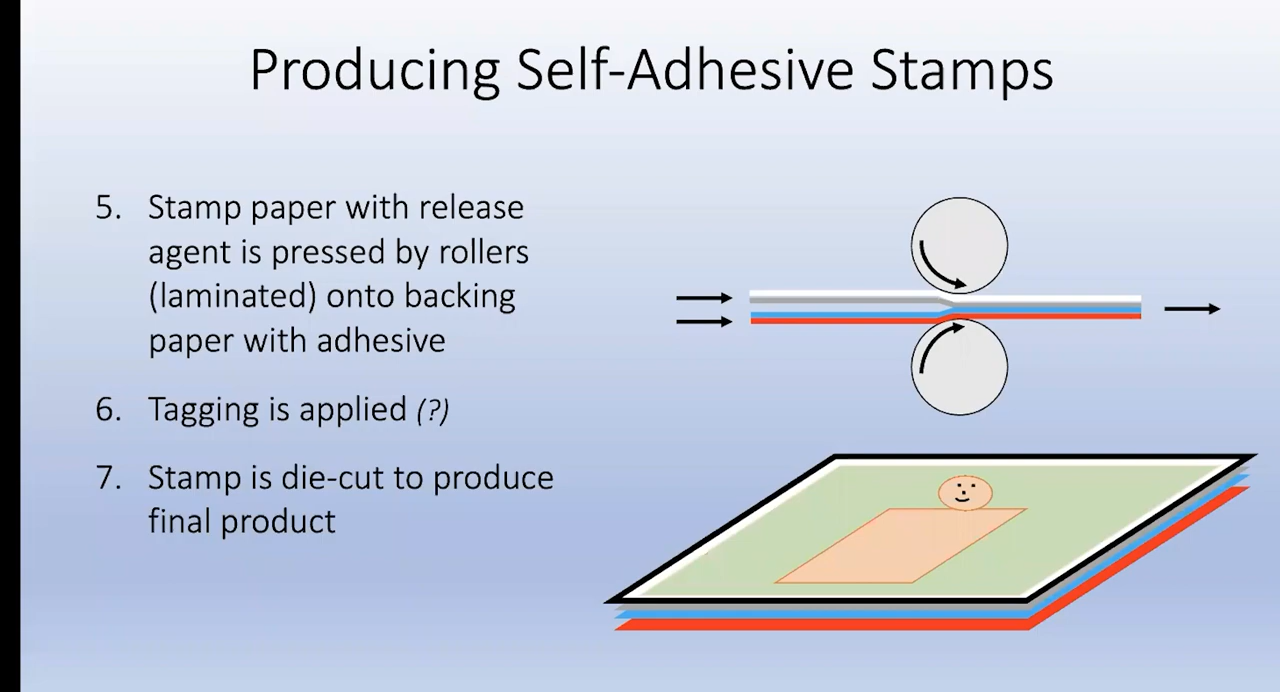 Producing Self-Adhesive Stamps
5. Stamp paper with release
agent is pressed by rollers
(laminated) onto backing
paper with adhesive
6. Tagging is applied (?)
7. Stamp is die-cut to produce
final product